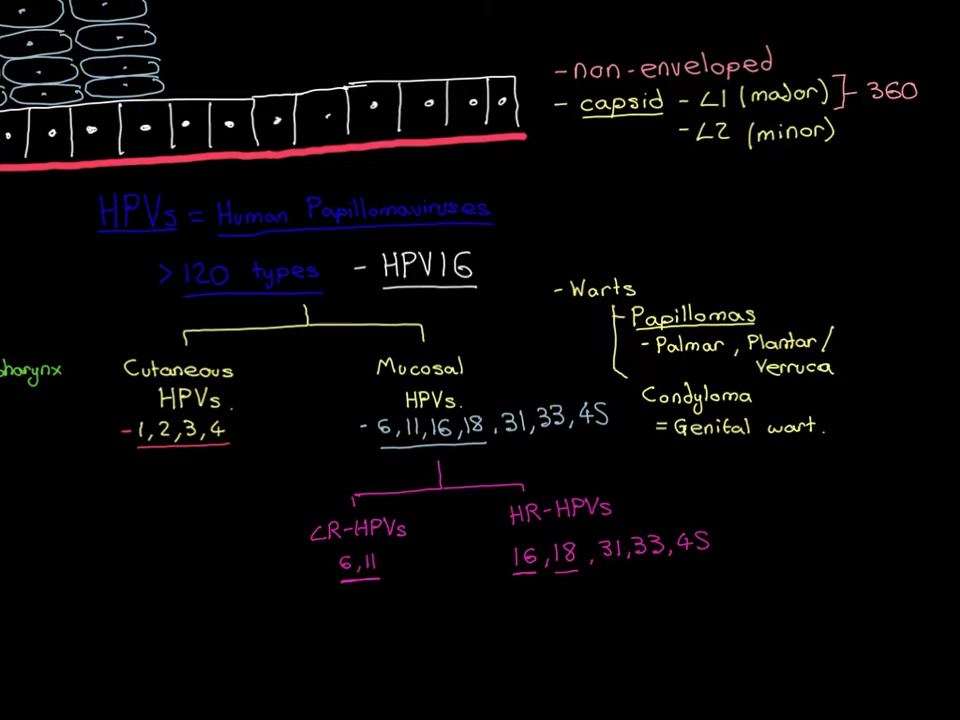 - non-enveloped
- capsid - L1 (major) - 360
- L2 (minor)
HPVs = Human Papillomaviruses
> 120 types - HPV16
- Warts
Papillomas
- Palmar, Plantar/
Verruca
Condyloma
= Genital wart.
pharynx
Cutaneous
HPVs.
- 1,2,3,4
Mucosal
HPVs.
- 6,11,16,18,31,33,45
LR-HPVs
6,11
HR-HPVs
16,18,31,33,45